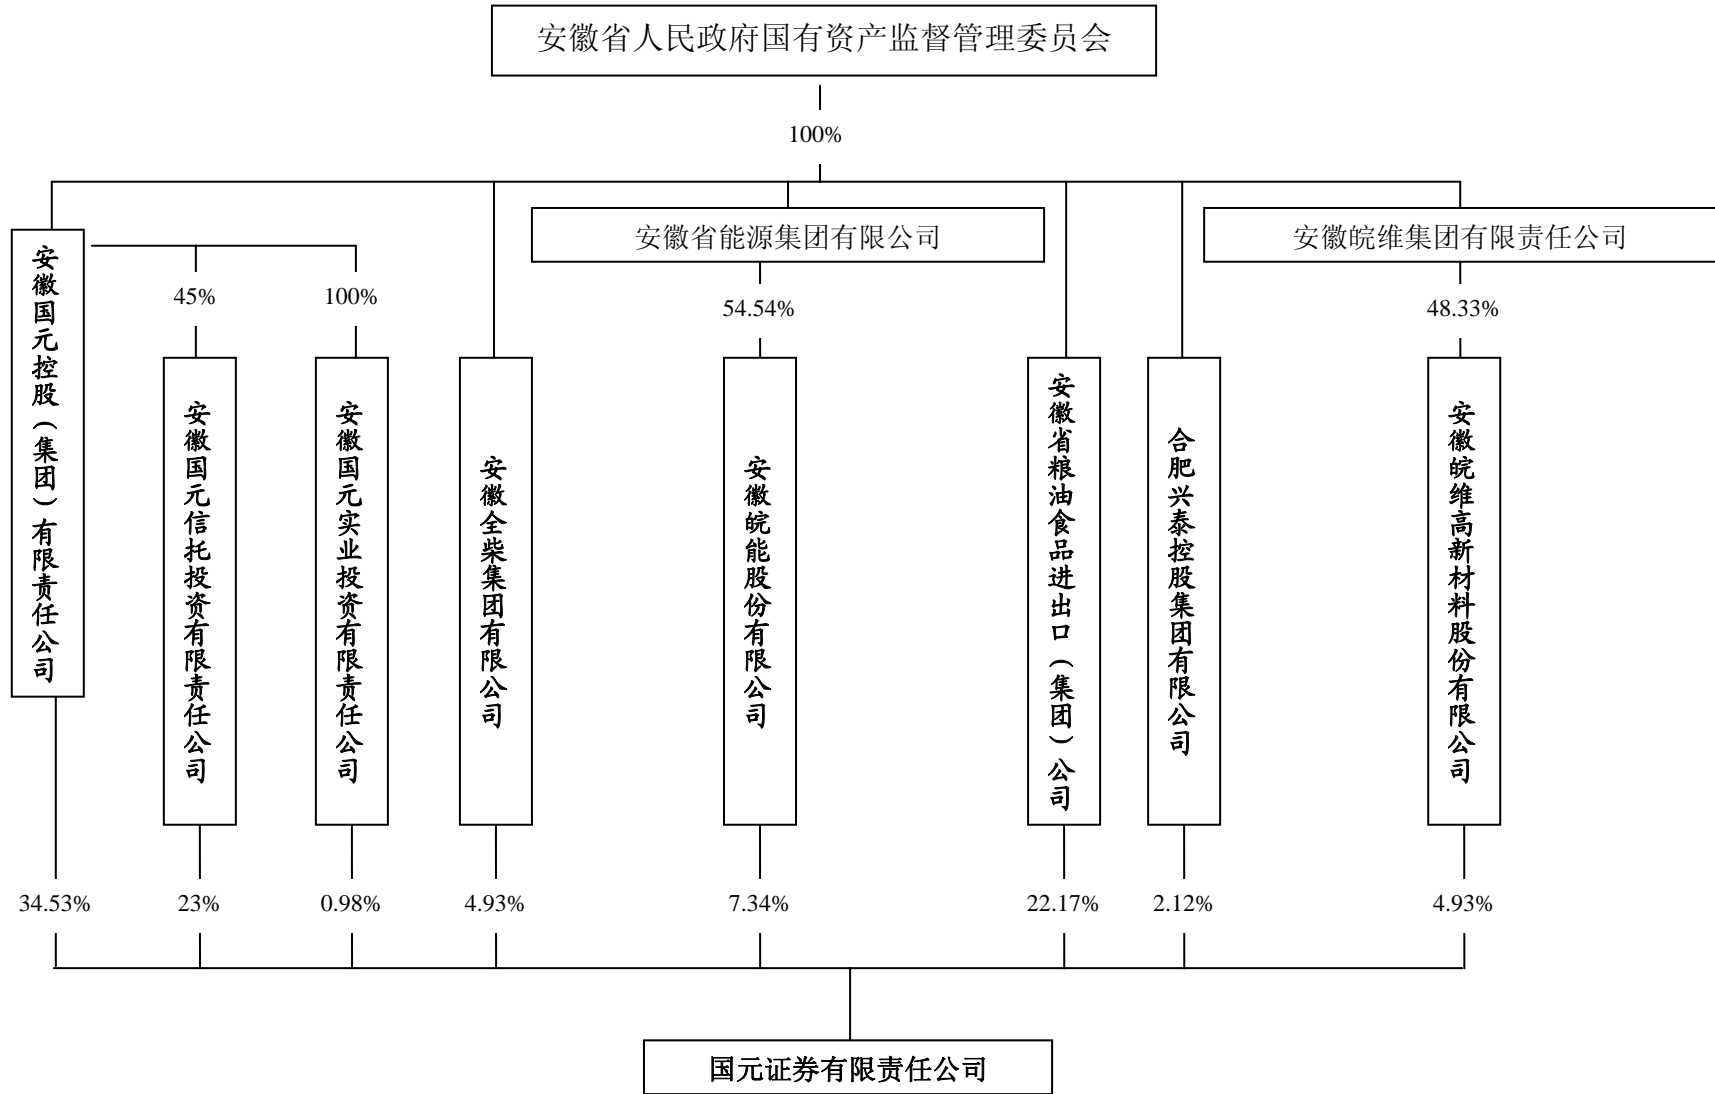 安徽省人民政府国有资产监督管理委员会
100%
安徽省能源集团有限公司
安徽皖维集团有限责任公司
45%
100%
54.54%
48.33%
安徽国元控股（集团）有限责任公司
安徽国元信托投资有限责任公司
安徽国元实业投资有限责任公司
安徽全柴集团有限公司
安徽皖能股份有限公司
安徽省粮油食品进出口（集团）公司
合肥兴泰控股集团有限公司
安徽皖维高新材料股份有限公司
34.53%
23%
0.98%
4.93%
7.34%
22.17%
2.12%
4.93%
国元证券有限责任公司